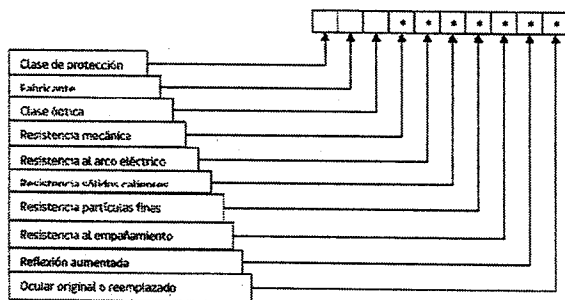 * * * * * * *
Clase de protección
Fabricante
Clase óptica
Resistencia mecánica
Resistencia al arco eléctrico
Resistencia sólidos calientes
Resistencia partículas finas
Resistencia al empañamiento
Reflexión aumentada
Ocular original o reemplazado